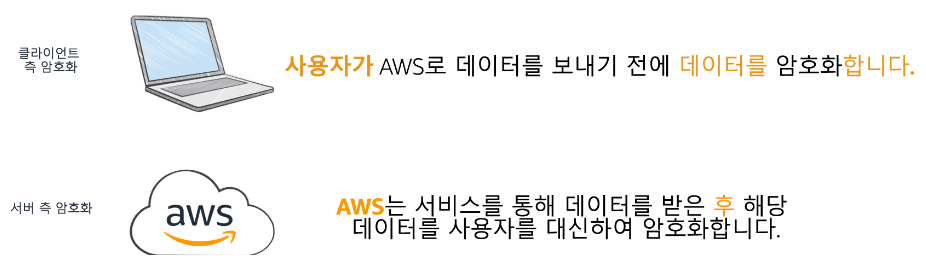 클라이언트
측 암호화
사용자가 AWS로 데이터를 보내기 전에 데이터를 암호화합니다.
서버 측 암호화
aws
AWS는 서비스를 통해 데이터를 받은 후 해당
데이터를 사용자를 대신하여 암호화합니다.